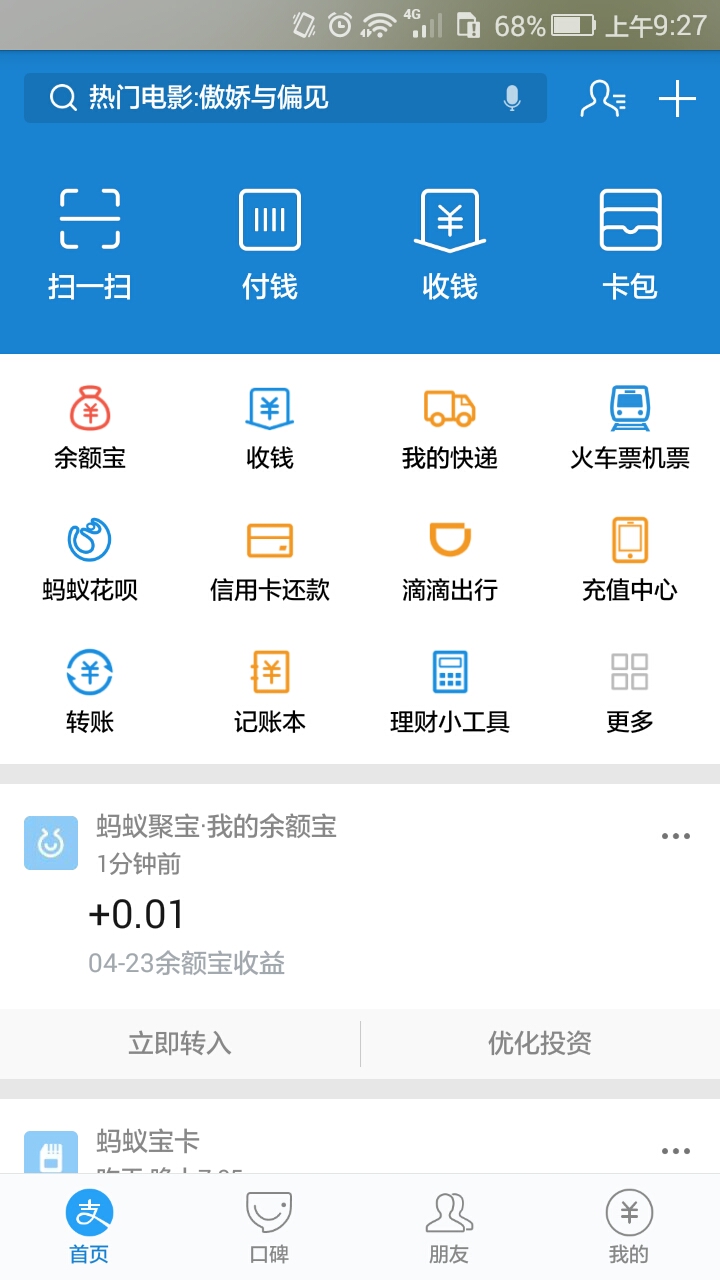 4G 68% 上午9:27
热门电影:傲娇与偏见
扫一扫 付钱 收钱 卡包
余额宝 收钱 我的快递 火车票机票
蚂蚁花呗 信用卡还款 滴滴出行 充值中心
转账 记账本 理财小工具 更多
蚂蚁聚宝·我的余额宝
1分钟前
+0.01
04-23余额宝收益
立即转入 优化投资
蚂蚁宝卡
支
首页 口碑 朋友 我的